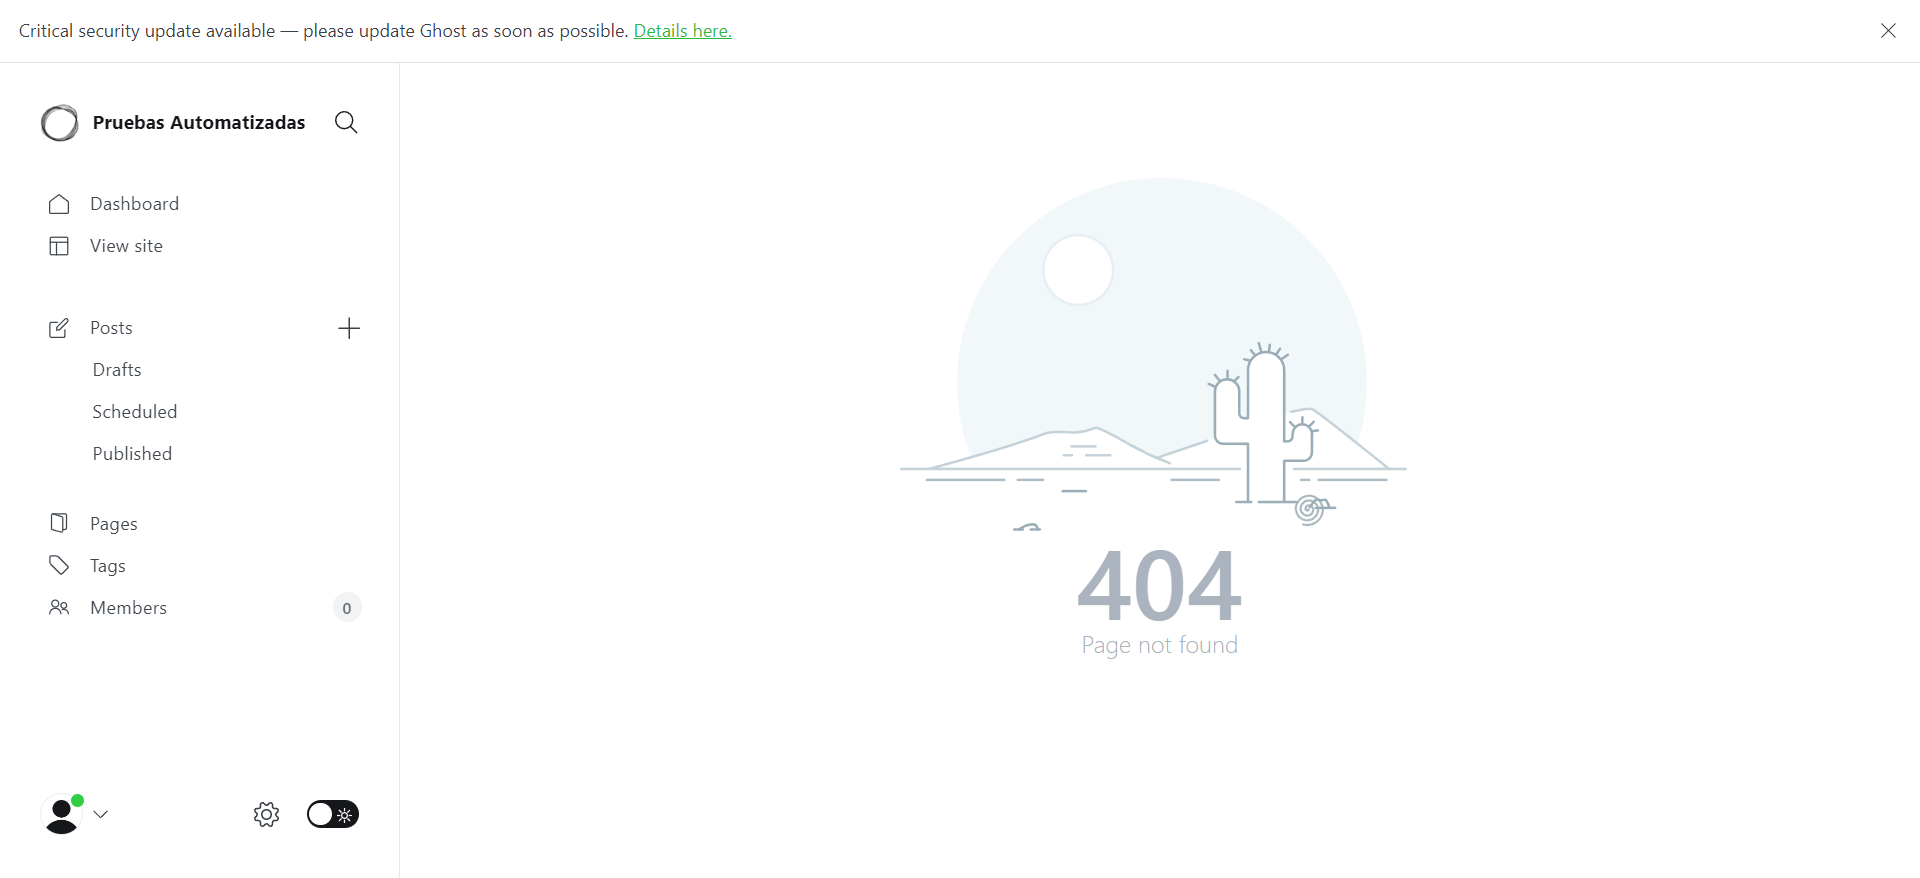 Critical security update available — please update Ghost as soon as possible. Details here.
Pruebas Automatizadas
Dashboard
View site
Posts
Drafts
Scheduled
Published
Pages
Tags
Members 0
404
Page not found